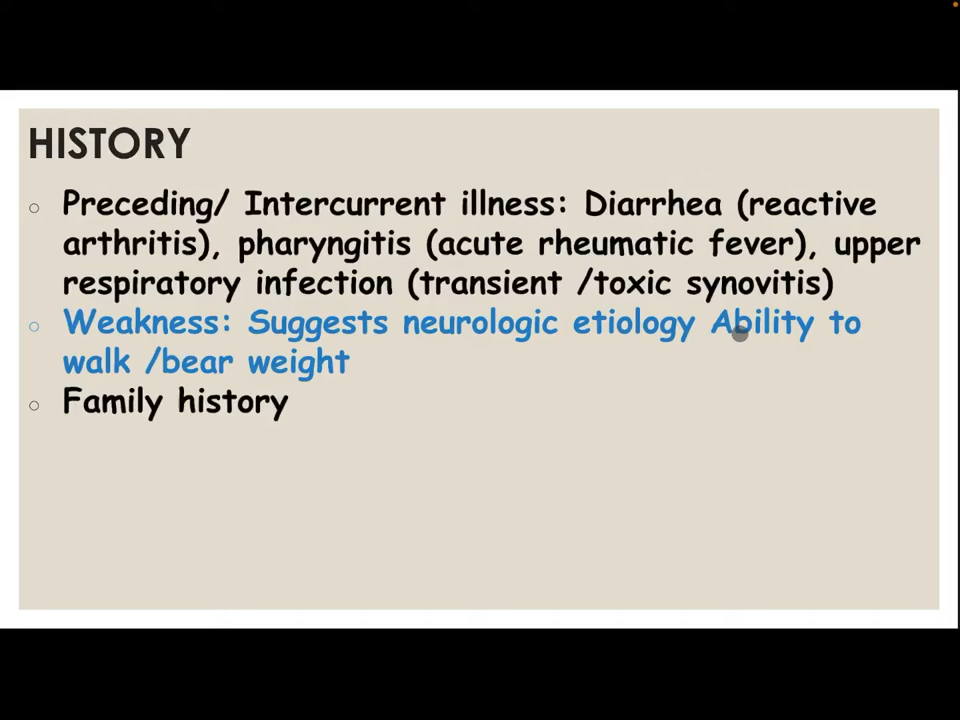 HISTORY
Preceding/ Intercurrent illness: Diarrhea (reactive
arthritis), pharyngitis (acute rheumatic fever), upper
respiratory infection (transient /toxic synovitis)
Weakness: Suggests neurologic etiology Ability to
walk /bear weight
Family history